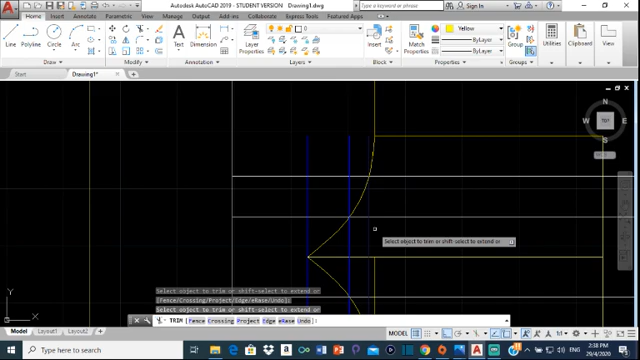 Autodesk AutoCAD 2019 - STUDENT VERSION Drawing1.dwg
Type a keyword or phrase
Sign In
Home Insert Annotate Parametric View Manage Output Add-ins Collaborate Express Tools Featured Apps
Line Polyline Circle Arc Text Dimension Layer Properties Insert Match Properties Group Utilities Clipboard View
Yellow
ByLayer
ByLayer
Draw Modify Annotation Layers Block Properties Groups
Start Drawing1*
N
W TOP E
S
Select object to trim or shift-select to extend or
Select object to trim or shift-select to extend or
[Fence/Crossing/Project/Edge/eRase/Undo]:
Select object to trim or shift-select to extend or
TRIM [Fence Crossing Project Edge eRase Undo]:
Y
X
Model Layout1 Layout2 +
MODEL
Type here to search
2:38 PM
29/4/2020